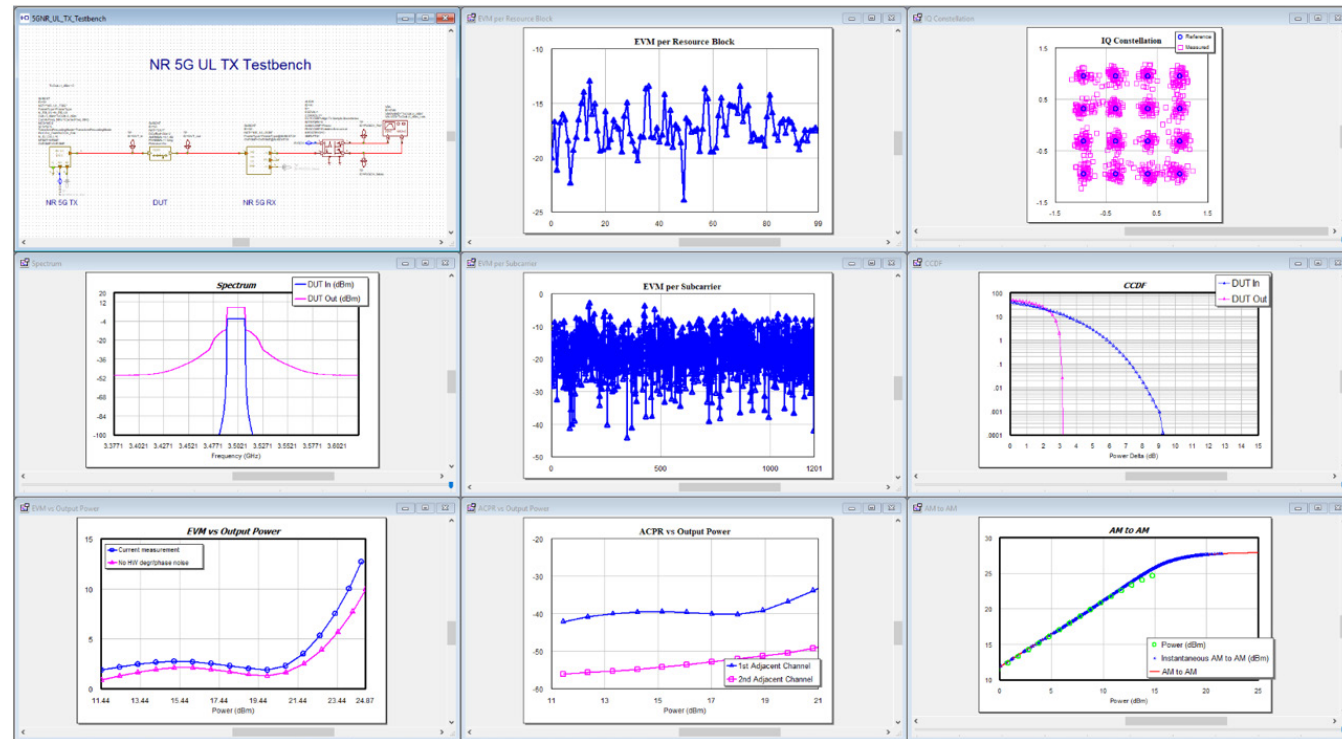 5GNR_UL_TX_Testbench
NR 5G UL TX Testbench
NR 5G TX
DUT
NR 5G RX
EVM per Resource Block
EVM per Resource Block
-10
-15
-20
-25
0
20
40
60
80
99
IQ Constellation
IQ Constellation
Reference
Measured
1.5
0.5
-0.5
-1.5
-1.5
-0.5
0.5
1.5
Spectrum
Spectrum
DUT In (dBm)
DUT Out (dBm)
20
12
-4
-20
-36
-52
-68
-84
-100
3.3771
3.4021
3.4271
3.4521
3.4771
3.5021
3.5271
3.5521
3.5771
3.6021
Frequency (GHz)
EVM per Subcarrier
EVM per Subcarrier
0
-10
-20
-30
-40
-50
0
500
1000
1201
CCDF
CCDF
DUT In
DUT Out
100
10
1
.1
.01
.001
.0001
0 1 2 3 4 5 6 7 8 9 10 11 12 13 14 15
Power Delta (dB)
EVM vs Output Power
EVM vs Output Power
Current measurement
No HW degr/phase noise
15
10
5
0
11.44
13.44
15.44
17.44
19.44
21.44
23.44
24.97
Power (dBm)
ACPR vs Output Power
ACPR vs Output Power
-20
-30
-40
-50
-60
1st Adjacent Channel
2nd Adjacent Channel
11
13
15
17
19
21
Power (dBm)
AM to AM
AM to AM
30
25
20
15
10
Power (dBm)
Instantaneous AM to AM (dBm)
AM to AM
0
5
10
15
20
25
Power (dBm)